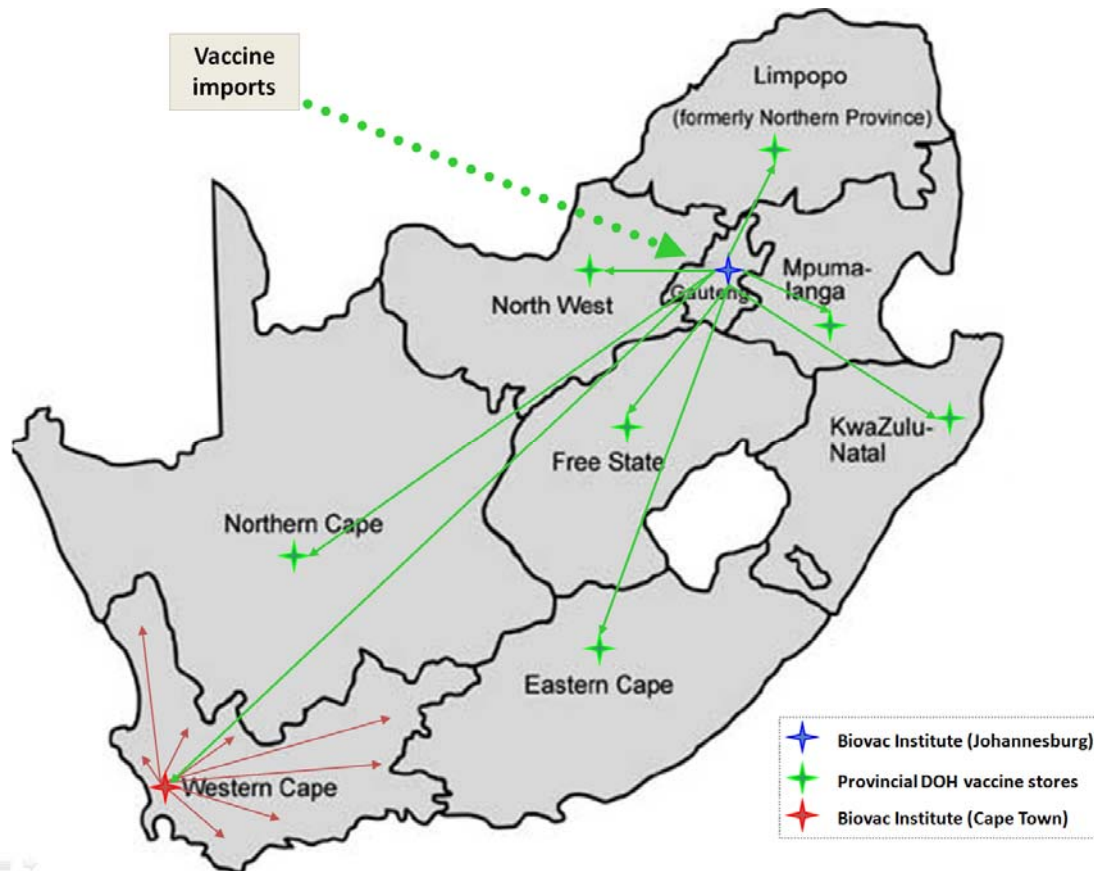 Vaccine
imports
Limpopo
(formerly Northern Province)
Mpuma-
langa
Gauteng
North West
KwaZulu-
Natal
Free State
Northern Cape
Eastern Cape
Western Cape
Biovac Institute (Johannesburg)
Provincial DOH vaccine stores
Biovac Institute (Cape Town)